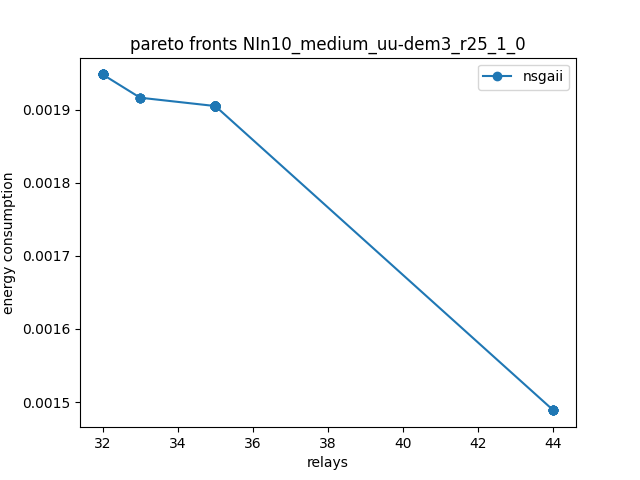 pareto fronts NIn10_medium_uu-dem3_r25_1_0
nsgaii
energy consumption
0.0019
0.0018
0.0017
0.0016
0.0015
32 34 36 38 40 42 44
relays